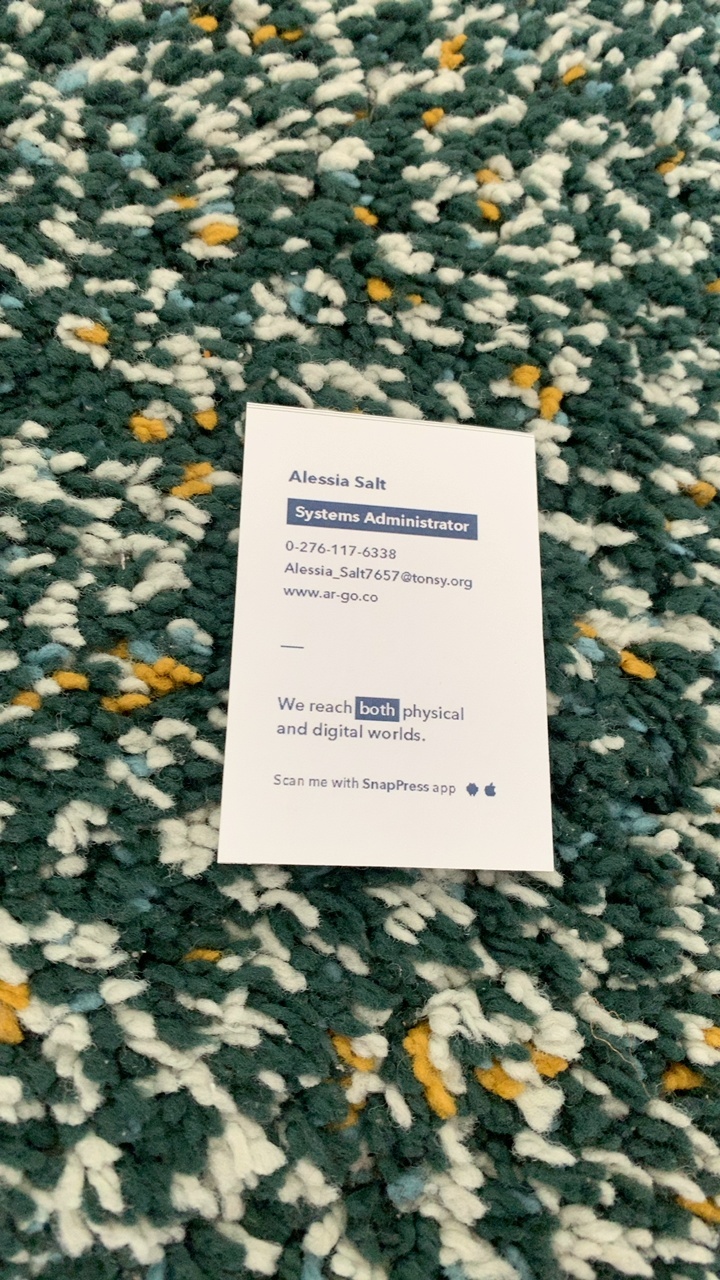 Alessia Salt
Systems Administrator
0-276-117-6338
Alessia_Salt7657@tonsy.org
www.ar-go.co
We reach both physical
and digital worlds.
Scan me with SnapPress app